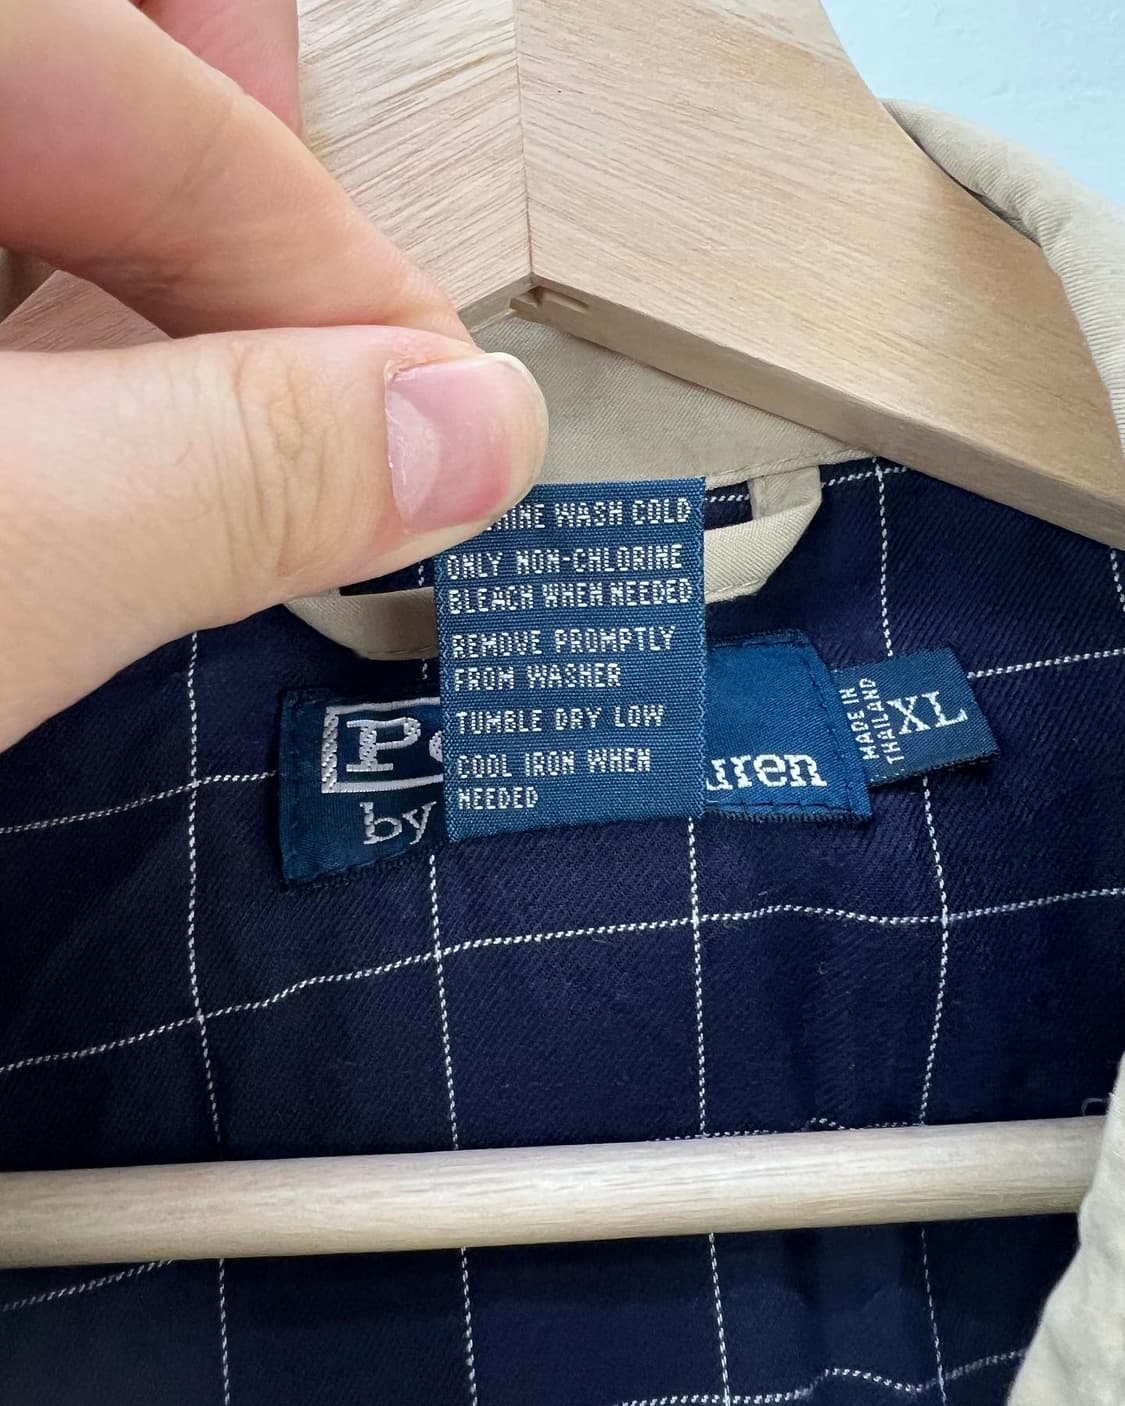 HINE WASH COLD
ONLY NON-CHLORINE
BLEACH WHEN NEEDED
REMOVE PROMPTLY
FROM WASHER
TUMBLE DRY LOW
COOL IRON WHEN
NEEDED
P
by uren
MADE IN
THAILAND
XL